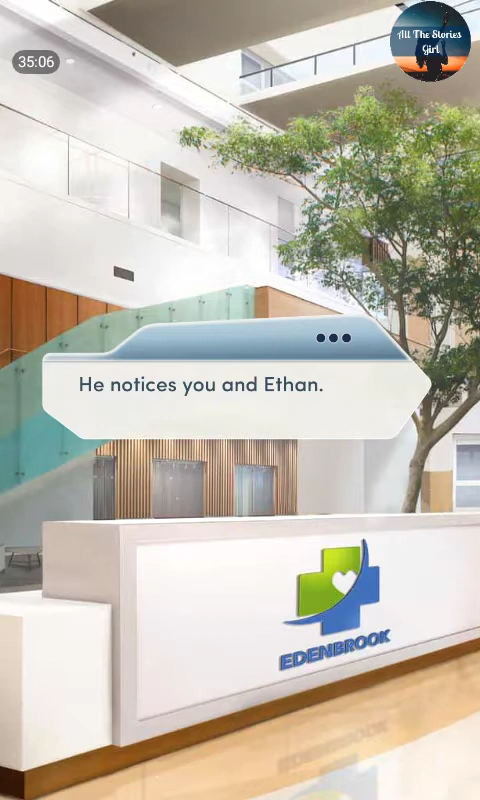 All The Stories
Girl
35:06
He notices you and Ethan.
EDENBROOK